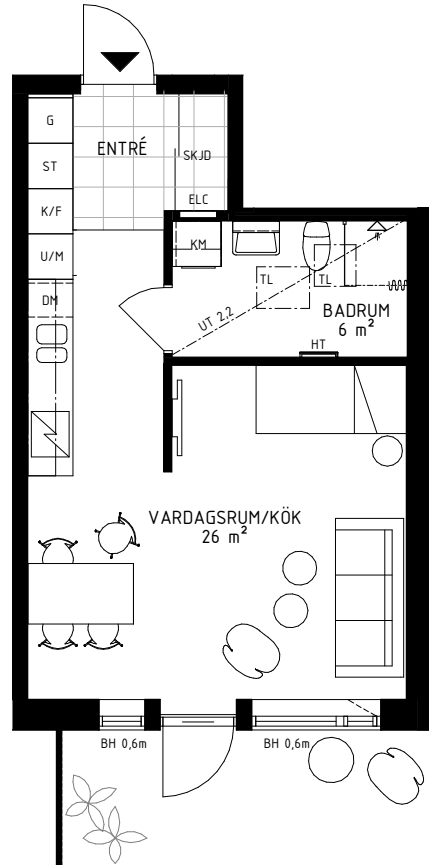 G
ENTRÉ
ST
SKJD
ELC
K/F
KM
U/M
TL
TL
DM
UT 2,2
BADRUM
6 m²
HT
VARDAGSRUM/KÖK
26 m²
BH 0,6m
BH 0,6m